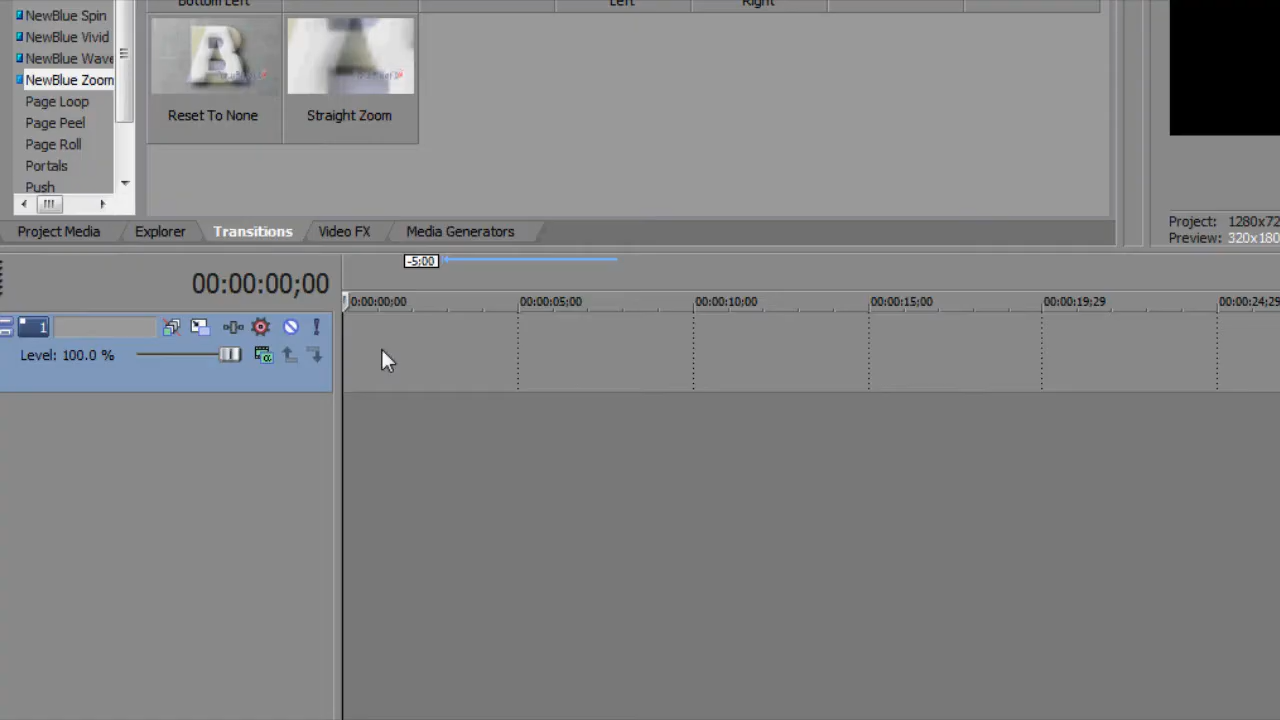 Bottom Left
Left
Right
NewBlue Spin
NewBlue Vivid
NewBlue Wave
NewBlue Zoom
Page Loop
Page Peel
Page Roll
Portals
Push
Reset To None
Straight Zoom
Project Media
Explorer
Transitions
Video FX
Media Generators
Project: 1280x72
Preview: 320x180
-5:00
00:00:00;00
0:00:00;00
00:00:05;00
00:00:10;00
00:00:15;00
00:00:19;29
00:00:24;29
1
Level: 100.0 %